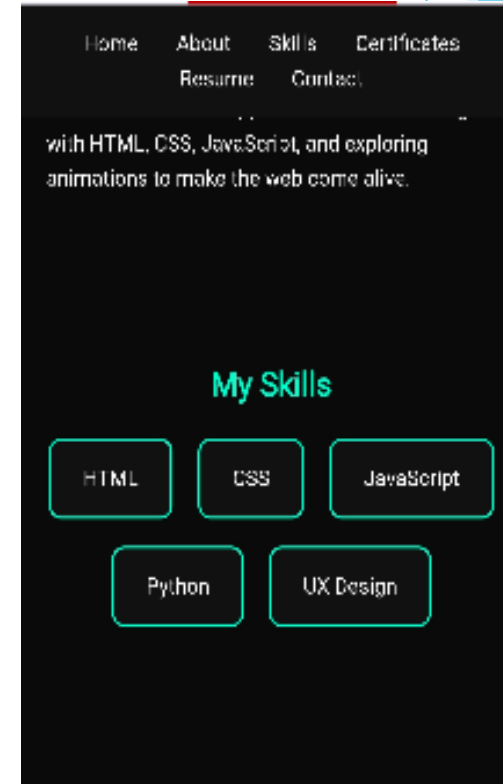 Home About Skills Certificates
Resume Contact
with HTML, CSS, JavaScript, and exploring
animations to make the web come alive.
My Skills
HTML CSS JavaScript
Python UX Design